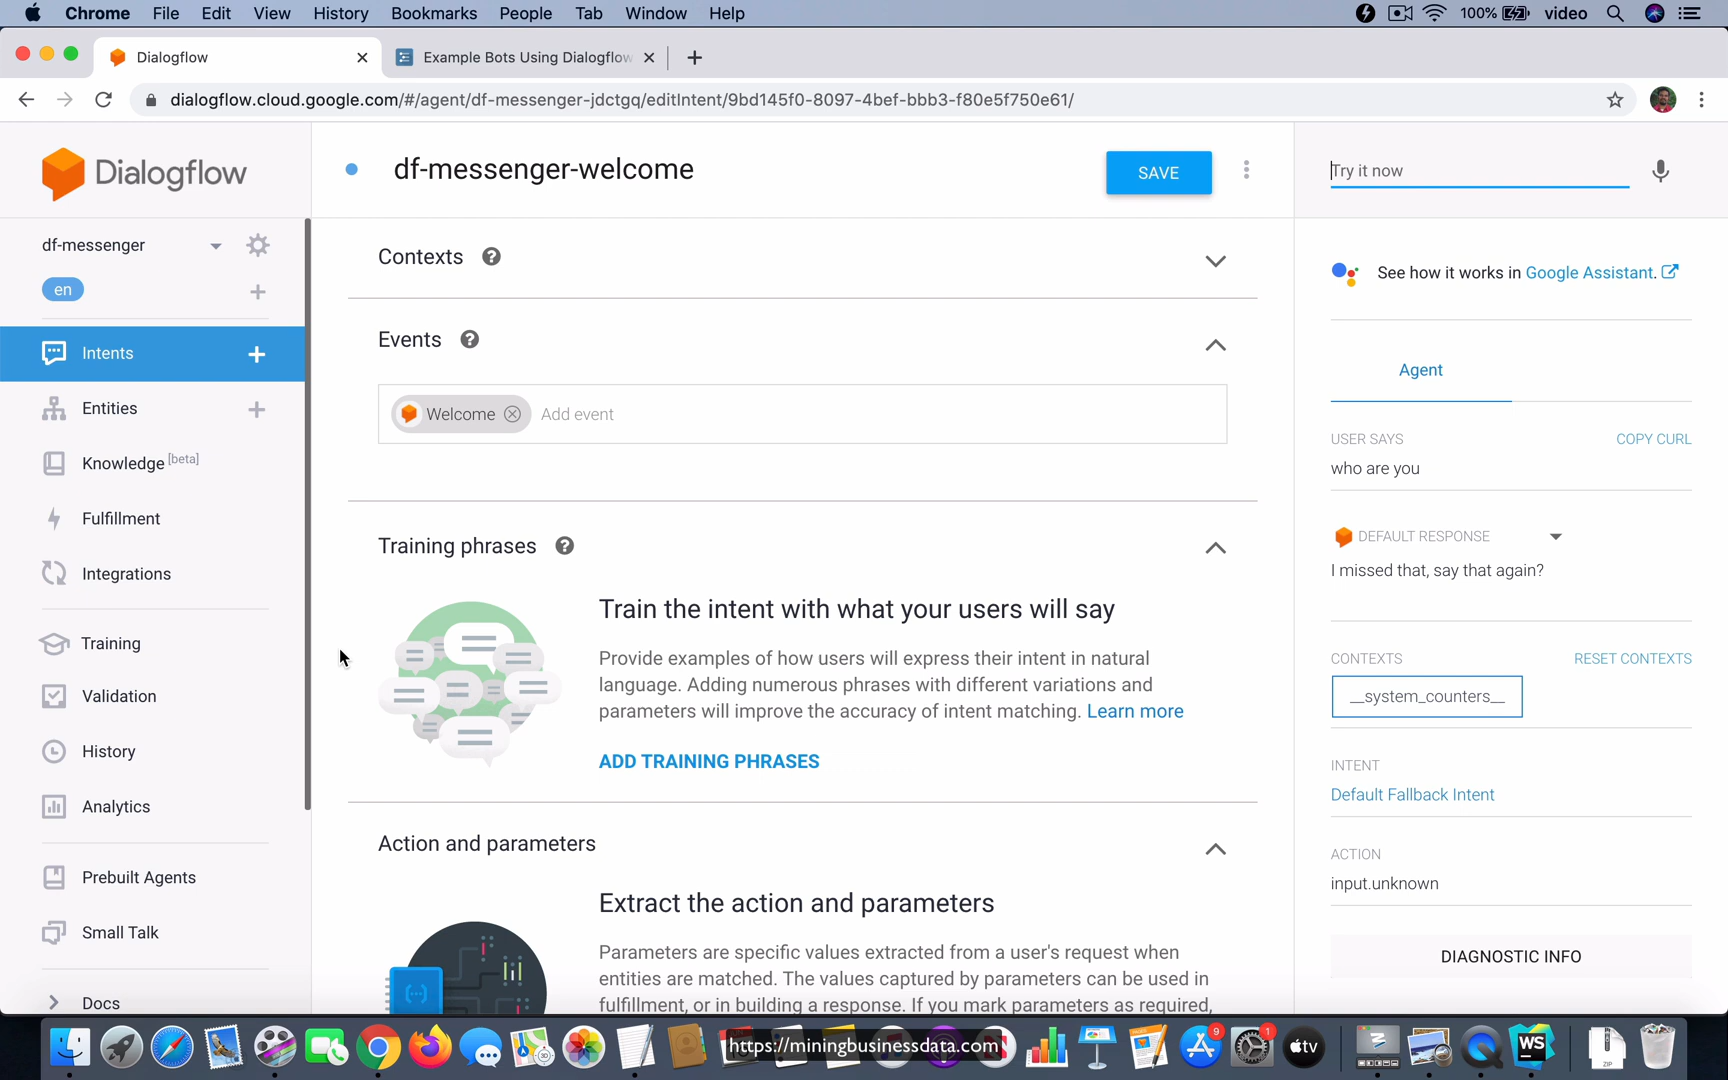 Chrome File Edit View History Bookmarks People Tab Window Help 100% video
Dialogflow Example Bots Using Dialogflow
dialogflow.cloud.google.com/#/agent/df-messenger-jdctgq/editIntent/9bd145f0-8097-4bef-bbb3-f80e5f750e61/
Dialogflow
df-messenger
en
Intents
Entities
Knowledge [beta]
Fulfillment
Integrations
Training
Validation
History
Analytics
Prebuilt Agents
Small Talk
Docs
df-messenger-welcome
SAVE
Contexts
Events
Welcome Add event
Training phrases
Train the intent with what your users will say
Provide examples of how users will express their intent in natural
language. Adding numerous phrases with different variations and
parameters will improve the accuracy of intent matching. Learn more
ADD TRAINING PHRASES
Action and parameters
Extract the action and parameters
Parameters are specific values extracted from a user's request when
entities are matched. The values captured by parameters can be used in
fulfillment, or in building a response. If you mark parameters as required,
Try it now
See how it works in Google Assistant.
Agent
USER SAYS COPY CURL
who are you
DEFAULT RESPONSE
I missed that, say that again?
CONTEXTS RESET CONTEXTS
__system_counters__
INTENT
Default Fallback Intent
ACTION
input.unknown
DIAGNOSTIC INFO
https://miningbusinessdata.com
9
1
tv
WS
ZIP